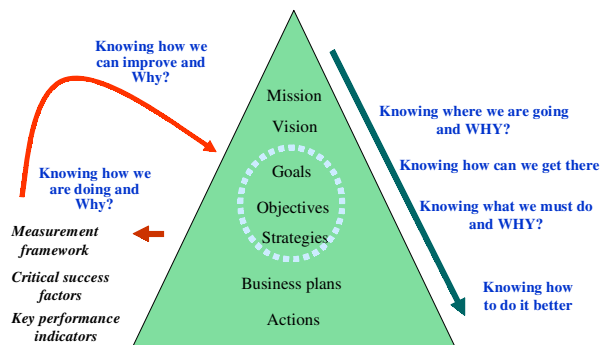 Knowing how we
can improve and
Why?
Knowing how we
are doing and
Why?
Measurement
framework
Critical success
factors
Key performance
indicators
Mission
Vision
Goals
Objectives
Strategies
Business plans
Actions
Knowing where we are going
and WHY?
Knowing how can we get there
Knowing what we must do
and WHY?
Knowing how
to do it better